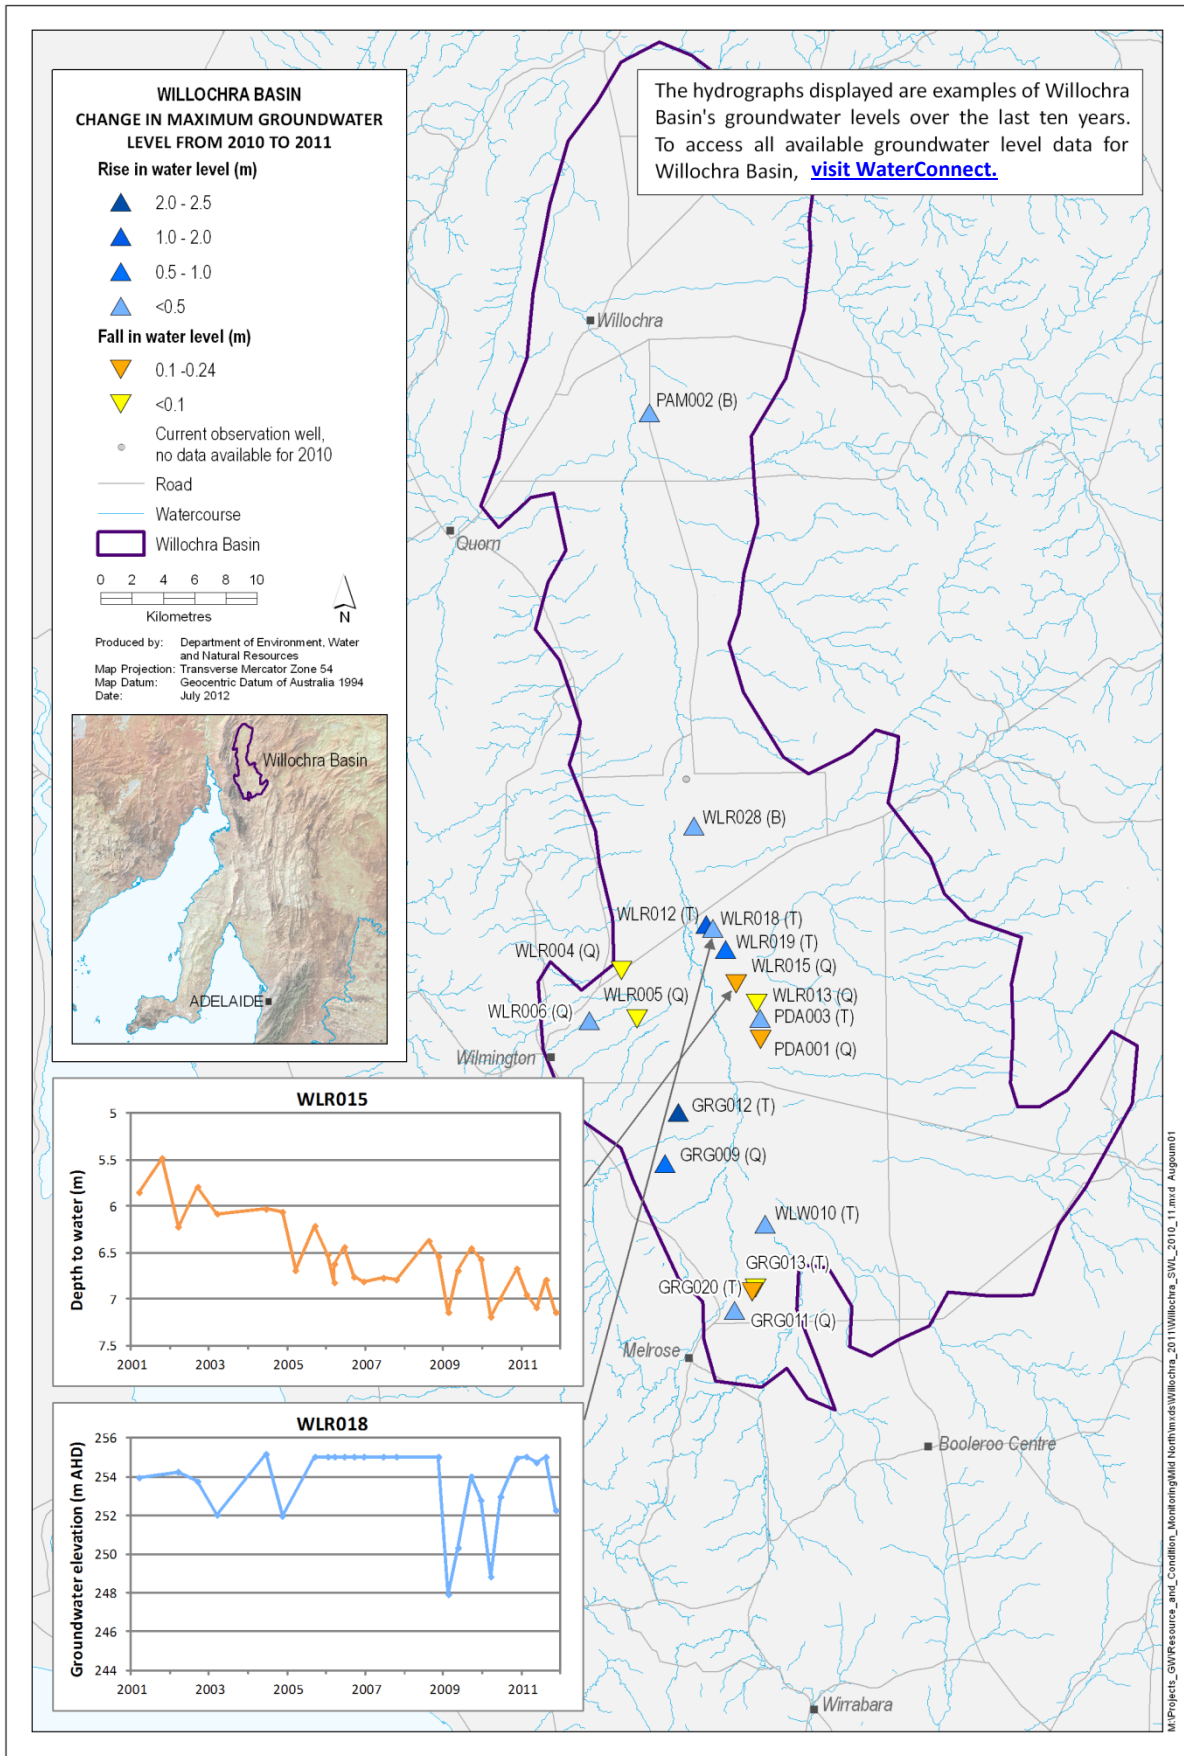 WILLOCHRA BASIN
CHANGE IN MAXIMUM GROUNDWATER
LEVEL FROM 2010 TO 2011
Rise in water level (m)
2.0 - 2.5
1.0 - 2.0
0.5 - 1.0
<0.5
Fall in water level (m)
0.1 -0.24
<0.1
Current observation well,
no data available for 2010
Road
Watercourse
Willochra Basin
0 2 4 6 8 10
Kilometres
N
Produced by: Department of Environment, Water
and Natural Resources
Map Projection: Transverse Mercator Zone 54
Map Datum: Geocentric Datum of Australia 1994
Date: July 2012
Willochra Basin
ADELAIDE
The hydrographs displayed are examples of Willochra
Basin's groundwater levels over the last ten years.
To access all available groundwater level data for
Willochra Basin, visit WaterConnect.
Willochra
PAM002 (B)
Quorn
WLR028 (B)
WLR012 (T)
WLR018 (T)
WLR019 (T)
WLR004 (Q)
WLR015 (Q)
WLR005 (Q)
WLR013 (Q)
WLR006 (Q)
PDA003 (T)
PDA001 (Q)
Wilmington
GRG012 (T)
GRG009 (Q)
WLW010 (T)
GRG013 (T)
GRG020 (T)
GRG011 (Q)
Melrose
Booleroo Centre
Wirrabara
WLR015
Depth to water (m)
5
5.5
6
6.5
7
7.5
2001 2003 2005 2007 2009 2011
WLR018
Groundwater elevation (m AHD)
256
254
252
250
248
246
244
2001 2003 2005 2007 2009 2011
M:\Projects_GW\Resource_and_Condition_Monitoring\Mid North\mxds\Willochra_2011\Willochra_SWL_2010_11.mxd Augoum01